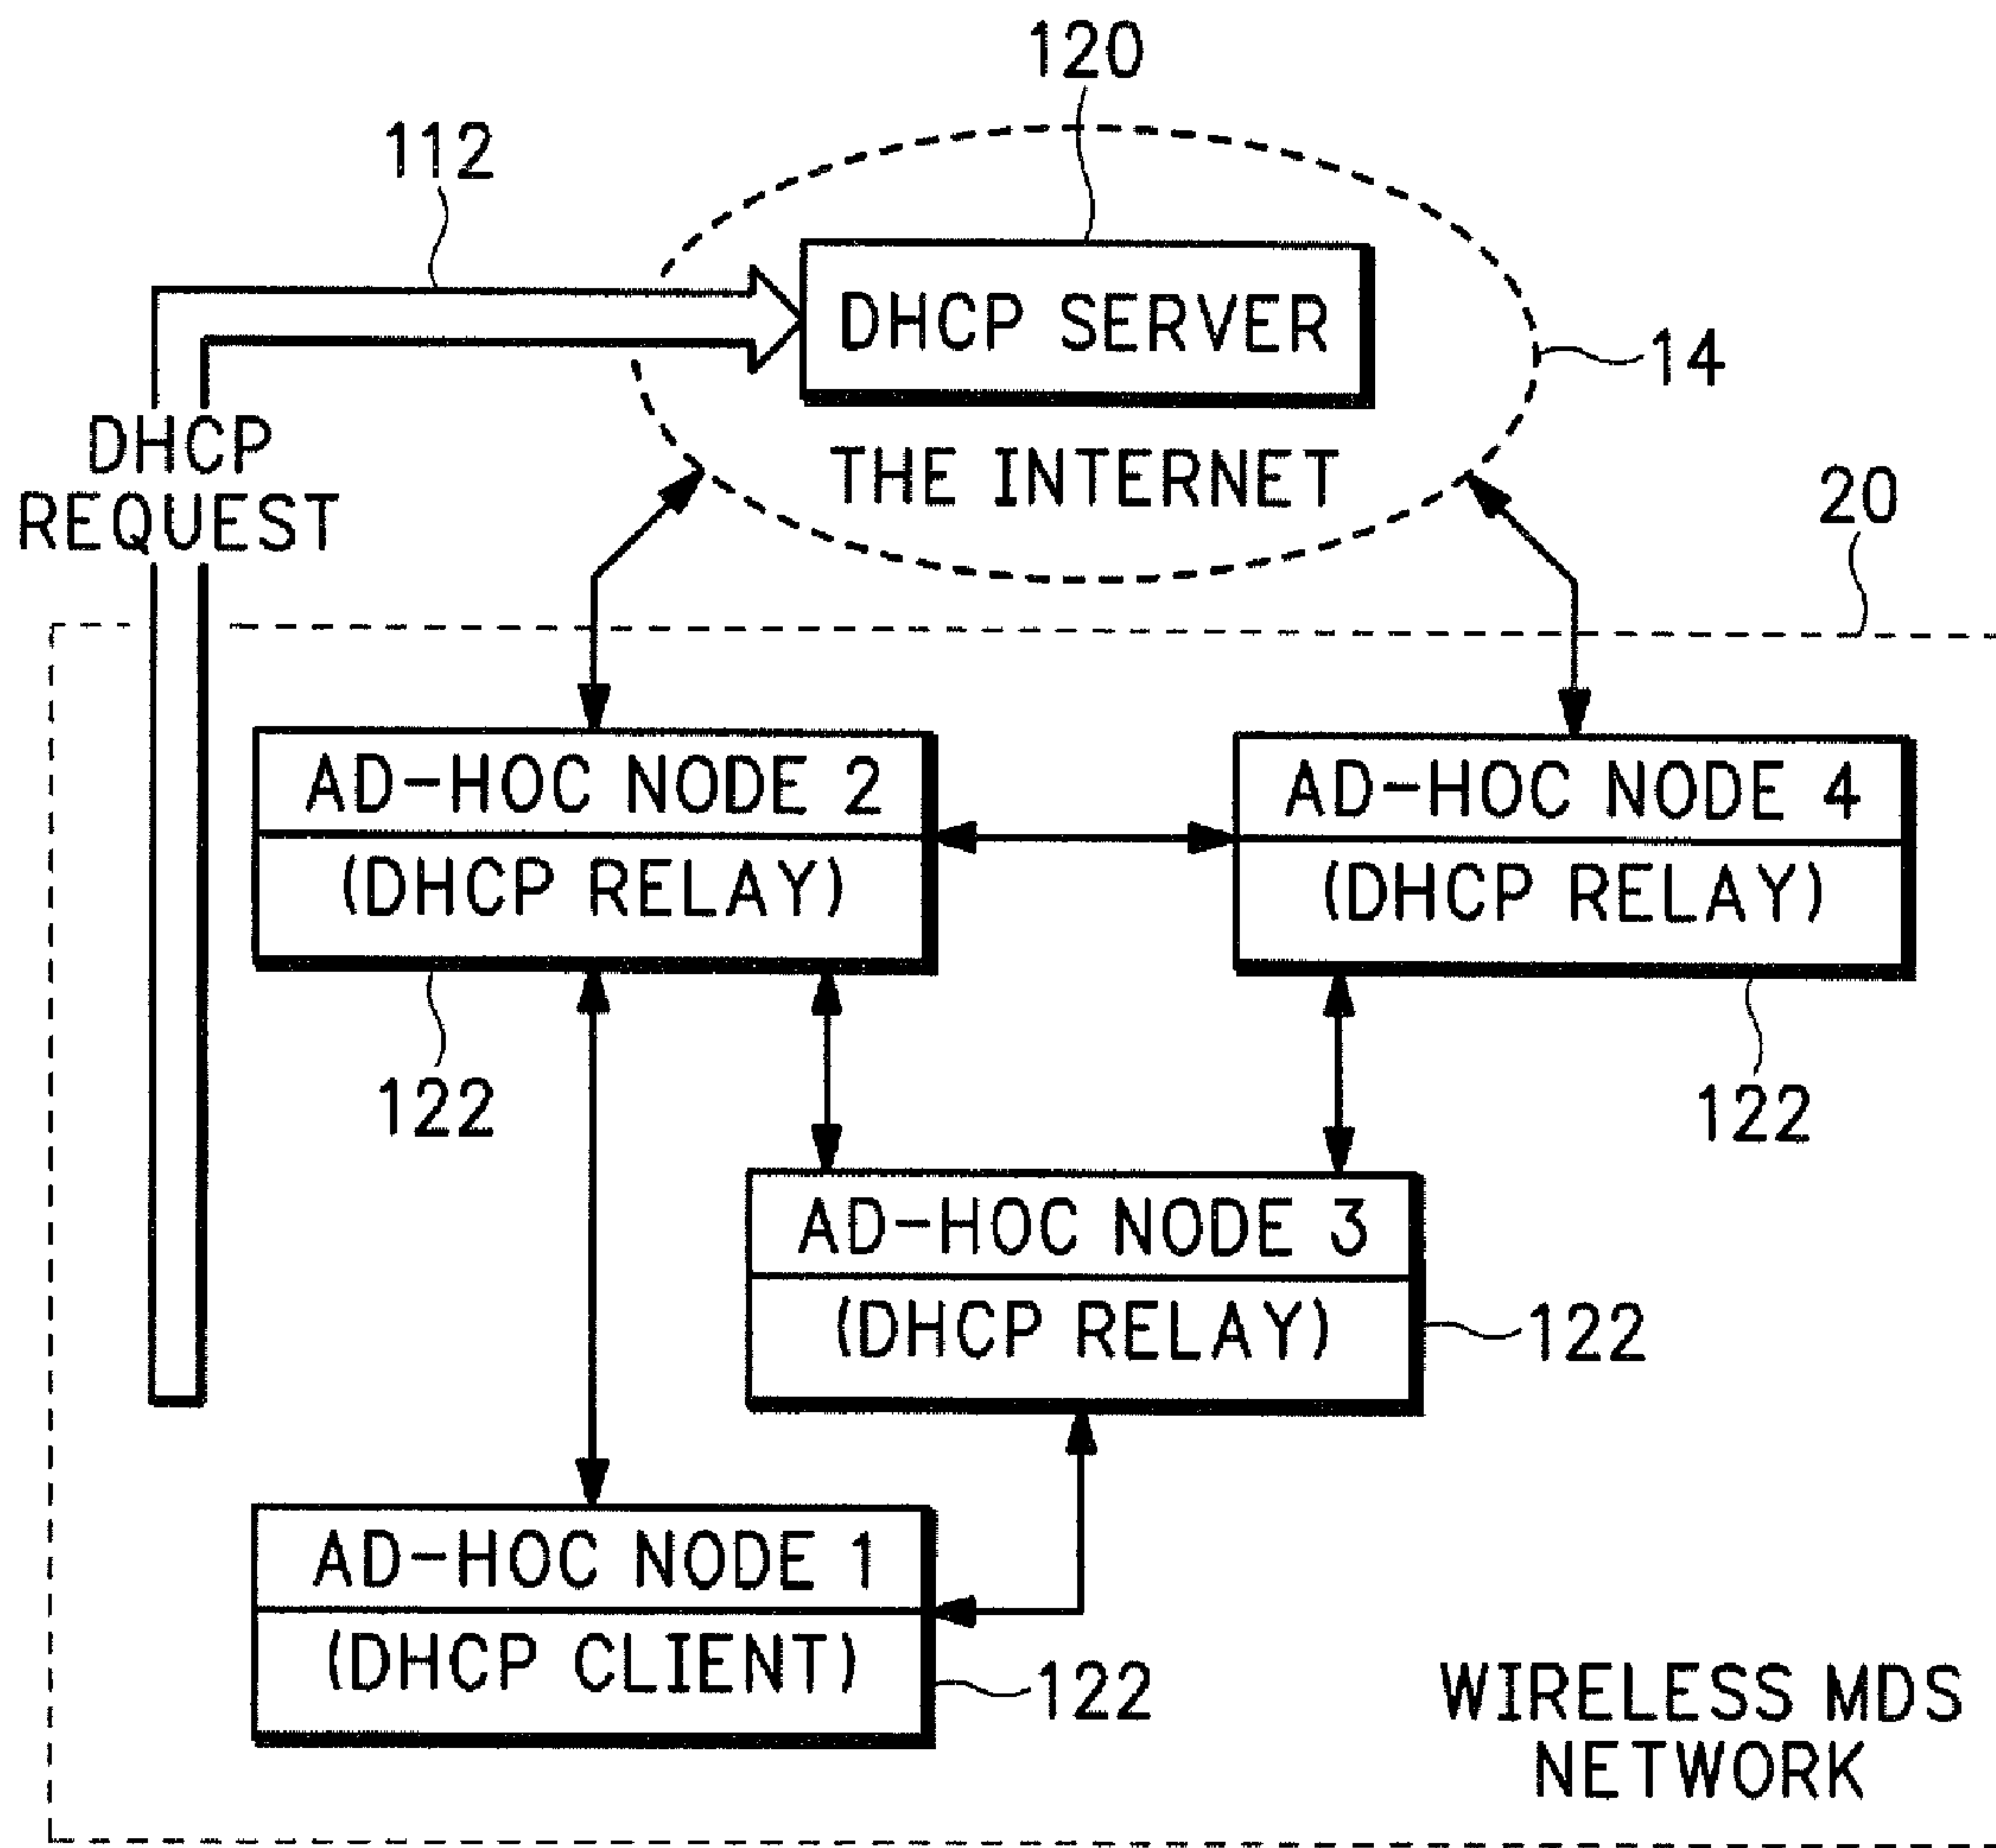 120
112
DHCP SERVER
14
DHCP
REQUEST
THE INTERNET
20
AD-HOC NODE 2
(DHCP RELAY)
AD-HOC NODE 4
(DHCP RELAY)
122
122
AD-HOC NODE 3
(DHCP RELAY)
122
AD-HOC NODE 1
(DHCP CLIENT)
122
WIRELESS MDS
NETWORK